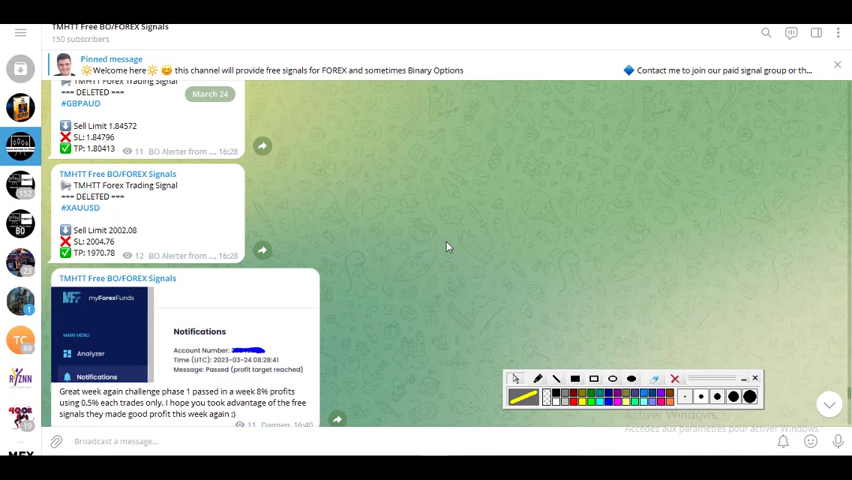 TMHTT Free BO/FOREX Signals
150 subscribers
Pinned message
Welcome here 😊 this channel will provide free signals for FOREX and sometimes Binary Options
🔷 Contact me to join our paid signal group or th...
March 24
TMHTT Forex Trading Signal
=== DELETED ===
#GBPAUD
⬇️ Sell Limit 1.84572
❌ SL: 1.84796
✅ TP: 1.80413
11 BO Alerter from ..., 16:28
TMHTT Free BO/FOREX Signals
TMHTT Forex Trading Signal
=== DELETED ===
#XAUUSD
⬇️ Sell Limit 2002.08
❌ SL: 2004.76
✅ TP: 1970.78
12 BO Alerter from ..., 16:28
TMHTT Free BO/FOREX Signals
myForexFunds
MAIN MENU
Analyzer
Notifications
Notifications
Account Number:
Time (UTC): 2023-03-24 08:28:41
Message: Passed (profit target reached)
Great week again challenge phase 1 passed in a week 8% profits
using 0.5% each trades only. I hope you took advantage of the free
signals they made good profit this week again :)
11 Damien, 16:40
Broadcast a message...
Activer Windows
Accédez aux paramètres pour activer Windows.
TC
99
RYZNN
400K
23
1
BO